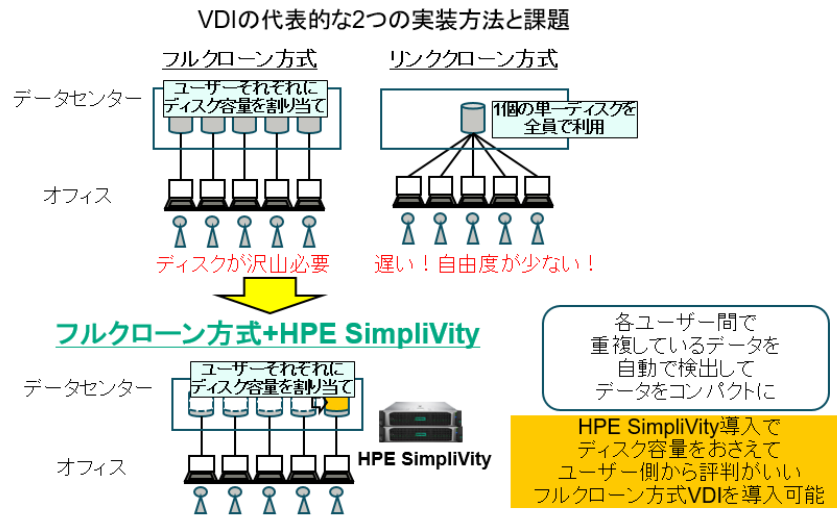 VDIの代表的な2つの実装方法と課題
フルクローン方式
リンククローン方式
データセンター
ユーザーそれぞれに
ディスク容量を割り当て
1個の単一ディスクを
全員で利用
オフィス
ディスクが沢山必要
遅い！自由度が少ない！
フルクローン方式+HPE SimpliVity
データセンター
ユーザーそれぞれに
ディスク容量を割り当て
オフィス
HPE SimpliVity
各ユーザー間で
重複しているデータを
自動で検出して
データをコンパクトに
HPE SimpliVity導入で
ディスク容量をおさえて
ユーザー側から評判がいい
フルクローン方式VDIを導入可能